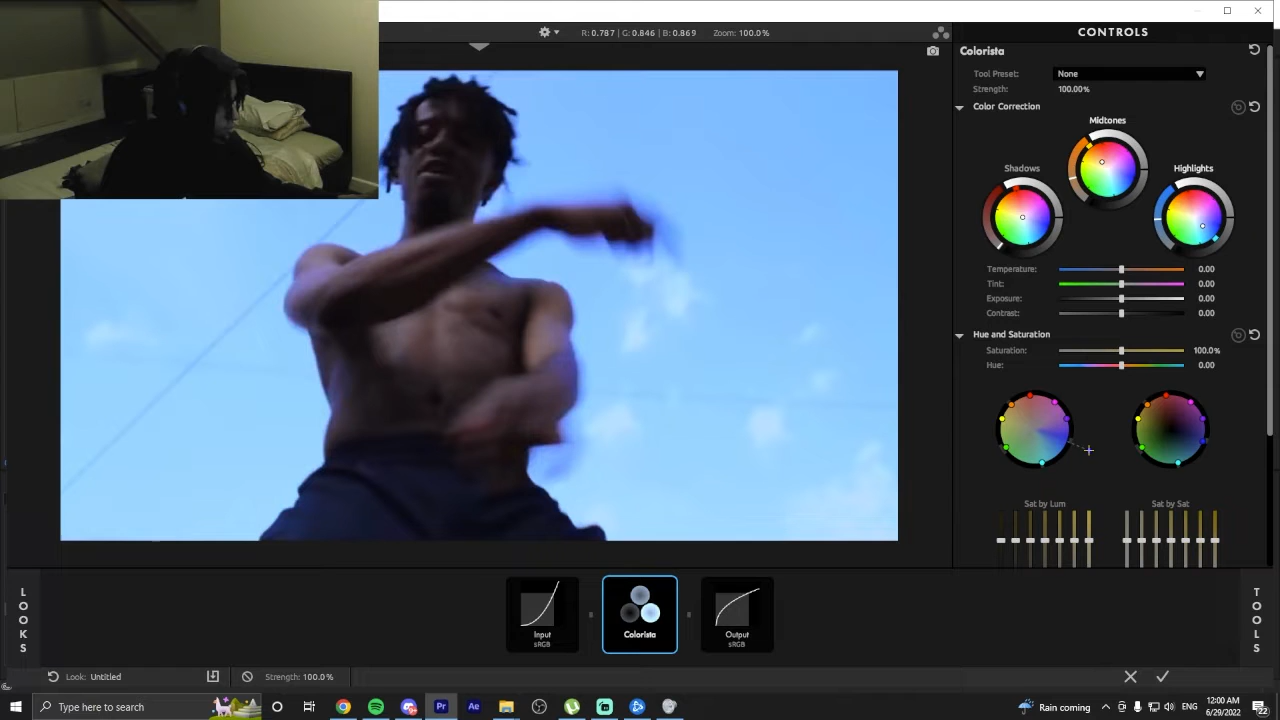 R: 0.787 | G: 0.846 | B: 0.869 Zoom: 100.0%
CONTROLS
Colorista
Tool Preset: None
Strength: 100.00%
Color Correction
Midtones
Shadows
Highlights
Temperature: 0.00
Tint: 0.00
Exposure: 0.00
Contrast: 0.00
Hue and Saturation
Saturation: 100.0%
Hue: 0.00
Sat by Lum Sat by Sat
LOOKS
Input
sRGB
Colorista
Output
sRGB
TOOLS
Look: Untitled
Strength: 100.0%
Type here to search
Pr
Ae
Rain coming
ENG
12:00 AM
6/29/2022
22